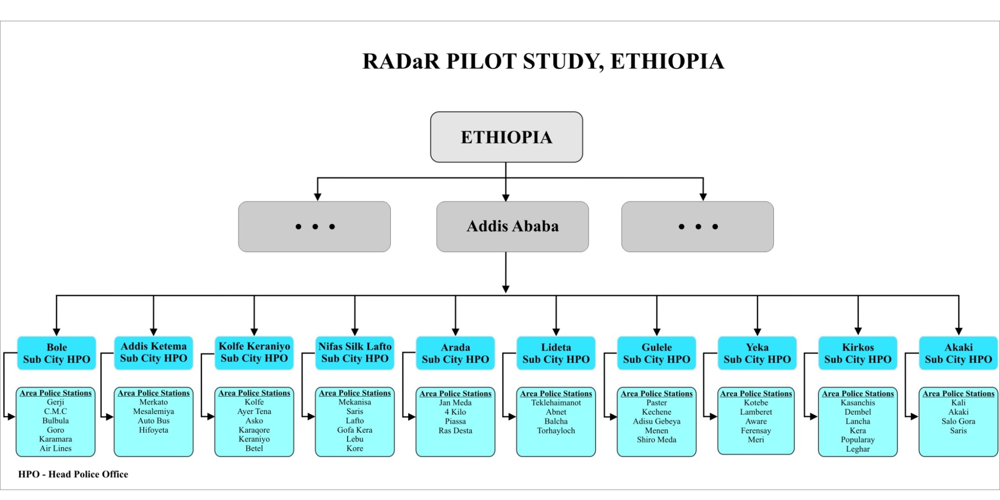 RADaR PILOT STUDY, ETHIOPIA
ETHIOPIA
• • •
Addis Ababa
• • •
Bole
Sub City HPO
Addis Ketema
Sub City HPO
Kolfe Keraniyo
Sub City HPO
Nifas Silk Lafto
Sub City HPO
Arada
Sub City HPO
Lideta
Sub City HPO
Gulele
Sub City HPO
Yeka
Sub City HPO
Kirkos
Sub City HPO
Akaki
Sub City HPO
Area Police Stations
Gerji
C.M.C
Bulbula
Goro
Karamara
Air Lines
Area Police Stations
Merkato
Mesalemiya
Auto Bus
Hifoyeta
Area Police Stations
Kolfe
Ayer Tena
Asko
Karaqore
Keraniyo
Betel
Area Police Stations
Mekanisa
Saris
Lafto
Gofa Kera
Lebu
Kore
Area Police Stations
Jan Meda
4 Kilo
Piassa
Ras Desta
Area Police Stations
Teklehaimanot
Abnet
Balcha
Torhayloch
Area Police Stations
Paster
Kechene
Adisu Gebeya
Menen
Shiro Meda
Area Police Stations
Kotebe
Lamberet
Aware
Ferensay
Meri
Area Police Stations
Kasanchis
Dembel
Lancha
Kera
Popularay
Leghar
Area Police Stations
Kali
Akaki
Salo Gora
Saris
HPO - Head Police Office